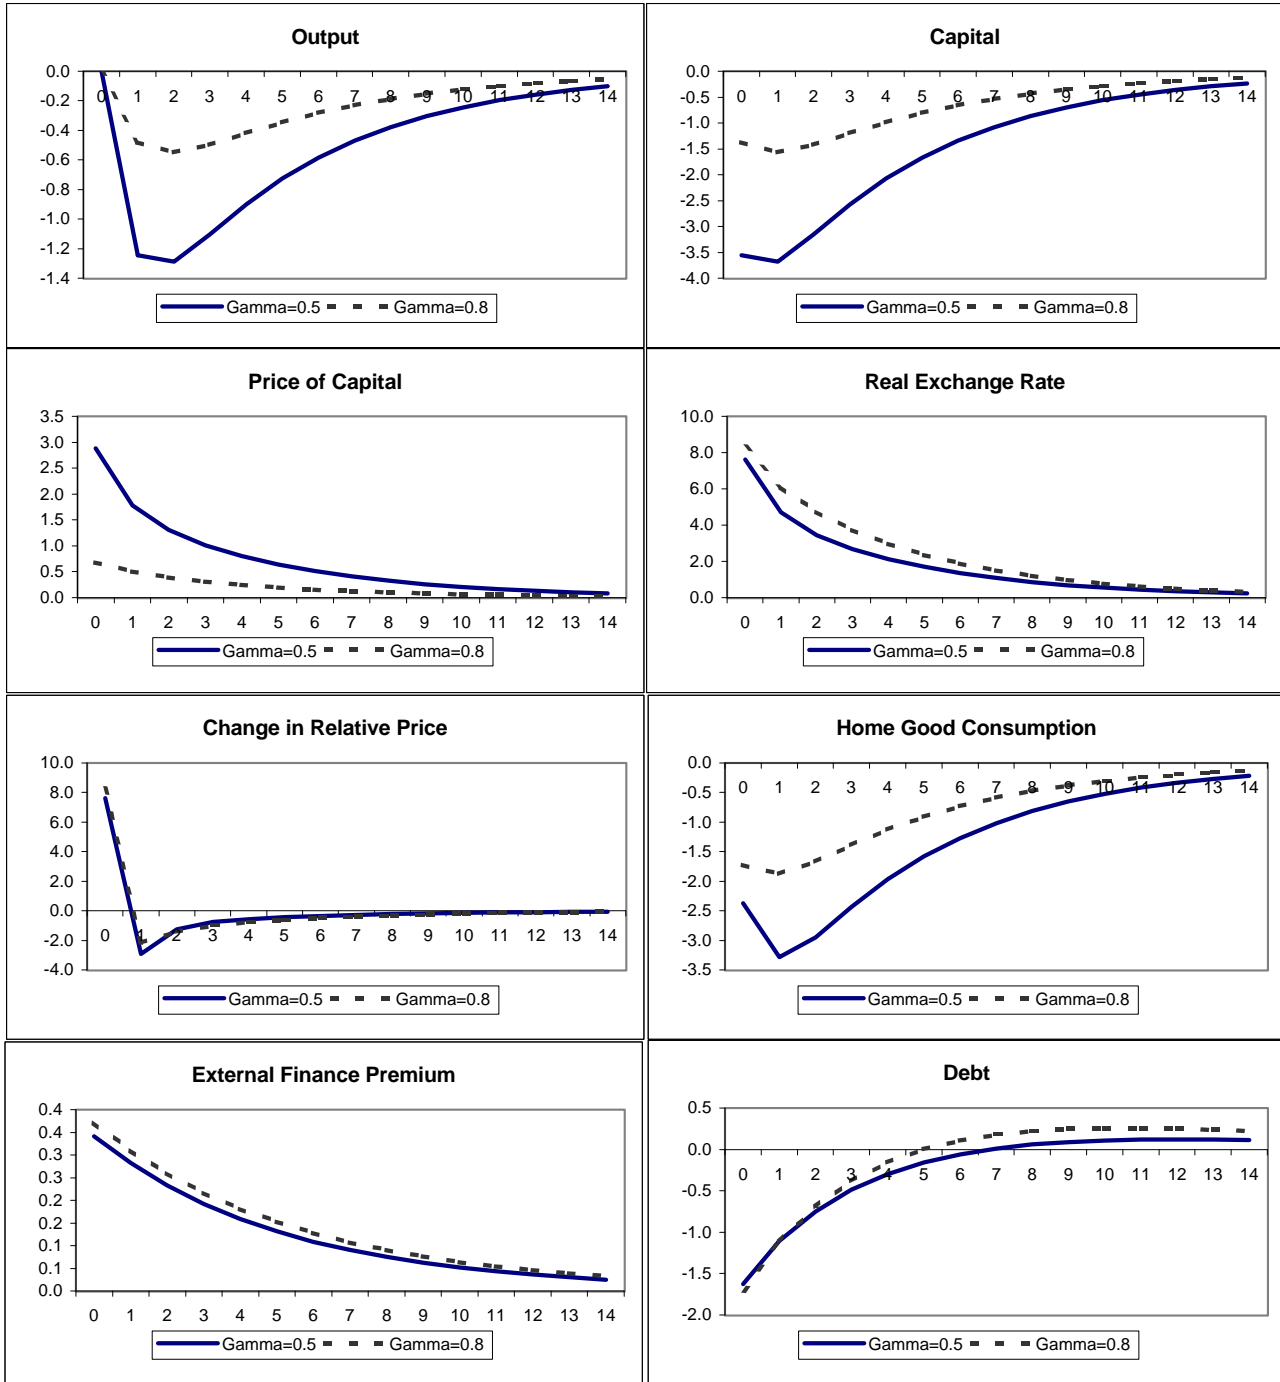 Output
0.0
-0.2
-0.4
-0.6
-0.8
-1.0
-1.2
-1.4
0 1 2 3 4 5 6 7 8 9 10 11 12 13 14
Gamma=0.5 Gamma=0.8
Capital
0.0
-0.5
-1.0
-1.5
-2.0
-2.5
-3.0
-3.5
-4.0
0 1 2 3 4 5 6 7 8 9 10 11 12 13 14
Gamma=0.5 Gamma=0.8
Price of Capital
3.5
3.0
2.5
2.0
1.5
1.0
0.5
0.0
0 1 2 3 4 5 6 7 8 9 10 11 12 13 14
Gamma=0.5 Gamma=0.8
Real Exchange Rate
10.0
8.0
6.0
4.0
2.0
0.0
0 1 2 3 4 5 6 7 8 9 10 11 12 13 14
Gamma=0.5 Gamma=0.8
Change in Relative Price
10.0
8.0
6.0
4.0
2.0
0.0
-2.0
-4.0
0 1 2 3 4 5 6 7 8 9 10 11 12 13 14
Gamma=0.5 Gamma=0.8
Home Good Consumption
0.0
-0.5
-1.0
-1.5
-2.0
-2.5
-3.0
-3.5
0 1 2 3 4 5 6 7 8 9 10 11 12 13 14
Gamma=0.5 Gamma=0.8
External Finance Premium
0.4
0.4
0.3
0.3
0.2
0.2
0.1
0.1
0.0
0 1 2 3 4 5 6 7 8 9 10 11 12 13 14
Gamma=0.5 Gamma=0.8
Debt
0.5
0.0
-0.5
-1.0
-1.5
-2.0
0 1 2 3 4 5 6 7 8 9 10 11 12 13 14
Gamma=0.5 Gamma=0.8